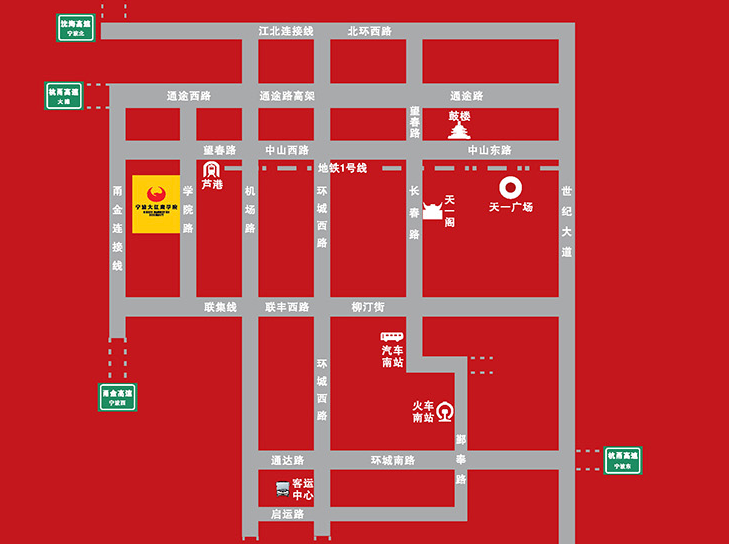 沈海高速
宁波北
江北连接线
北环西路
杭甬高速
大隐
通途西路
通途路高架
通途路
望春路
鼓楼
望春路
中山西路
中山东路
地铁1号线
芦港
甬金连接线
宁波大红鹰学院
学院路
机场路
环城西路
长春路
天一阁
天一广场
世纪大道
联集线
联丰西路
柳汀街
汽车
南站
环城西路
甬金高速
宁波西
火车
南站
鄞奉路
通达路
环城南路
杭甬高速
宁波东
客运
中心
启运路